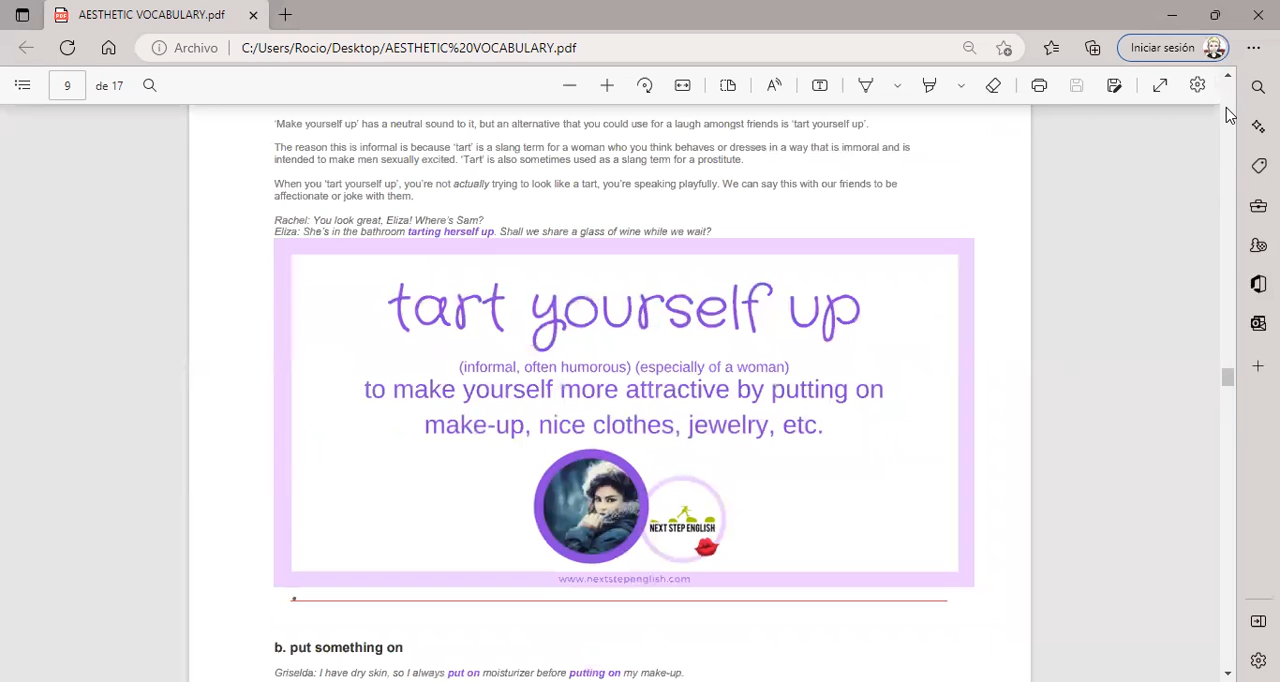 AESTHETIC VOCABULARY.pdf
Archivo C:/Users/Rocio/Desktop/AESTHETIC%20VOCABULARY.pdf Iniciar sesión
9 de 17
‘Make yourself up’ has a neutral sound to it, but an alternative that you could use for a laugh amongst friends is ‘tart yourself up’.
The reason this is informal is because ‘tart’ is a slang term for a woman who you think behaves or dresses in a way that is immoral and is
intended to make men sexually excited. ‘Tart’ is also sometimes used as a slang term for a prostitute.
When you ‘tart yourself up’, you’re not actually trying to look like a tart, you’re speaking playfully. We can say this with our friends to be
affectionate or joke with them.
Rachel: You look great, Eliza! Where’s Sam?
Eliza: She’s in the bathroom tarting herself up. Shall we share a glass of wine while we wait?
tart yourself up
(informal, often humorous) (especially of a woman)
to make yourself more attractive by putting on
make-up, nice clothes, jewelry, etc.
NEXT STEP ENGLISH
www.nextstepenglish.com
b. put something on
Griselda: I have dry skin, so I always put on moisturizer before putting on my make-up.